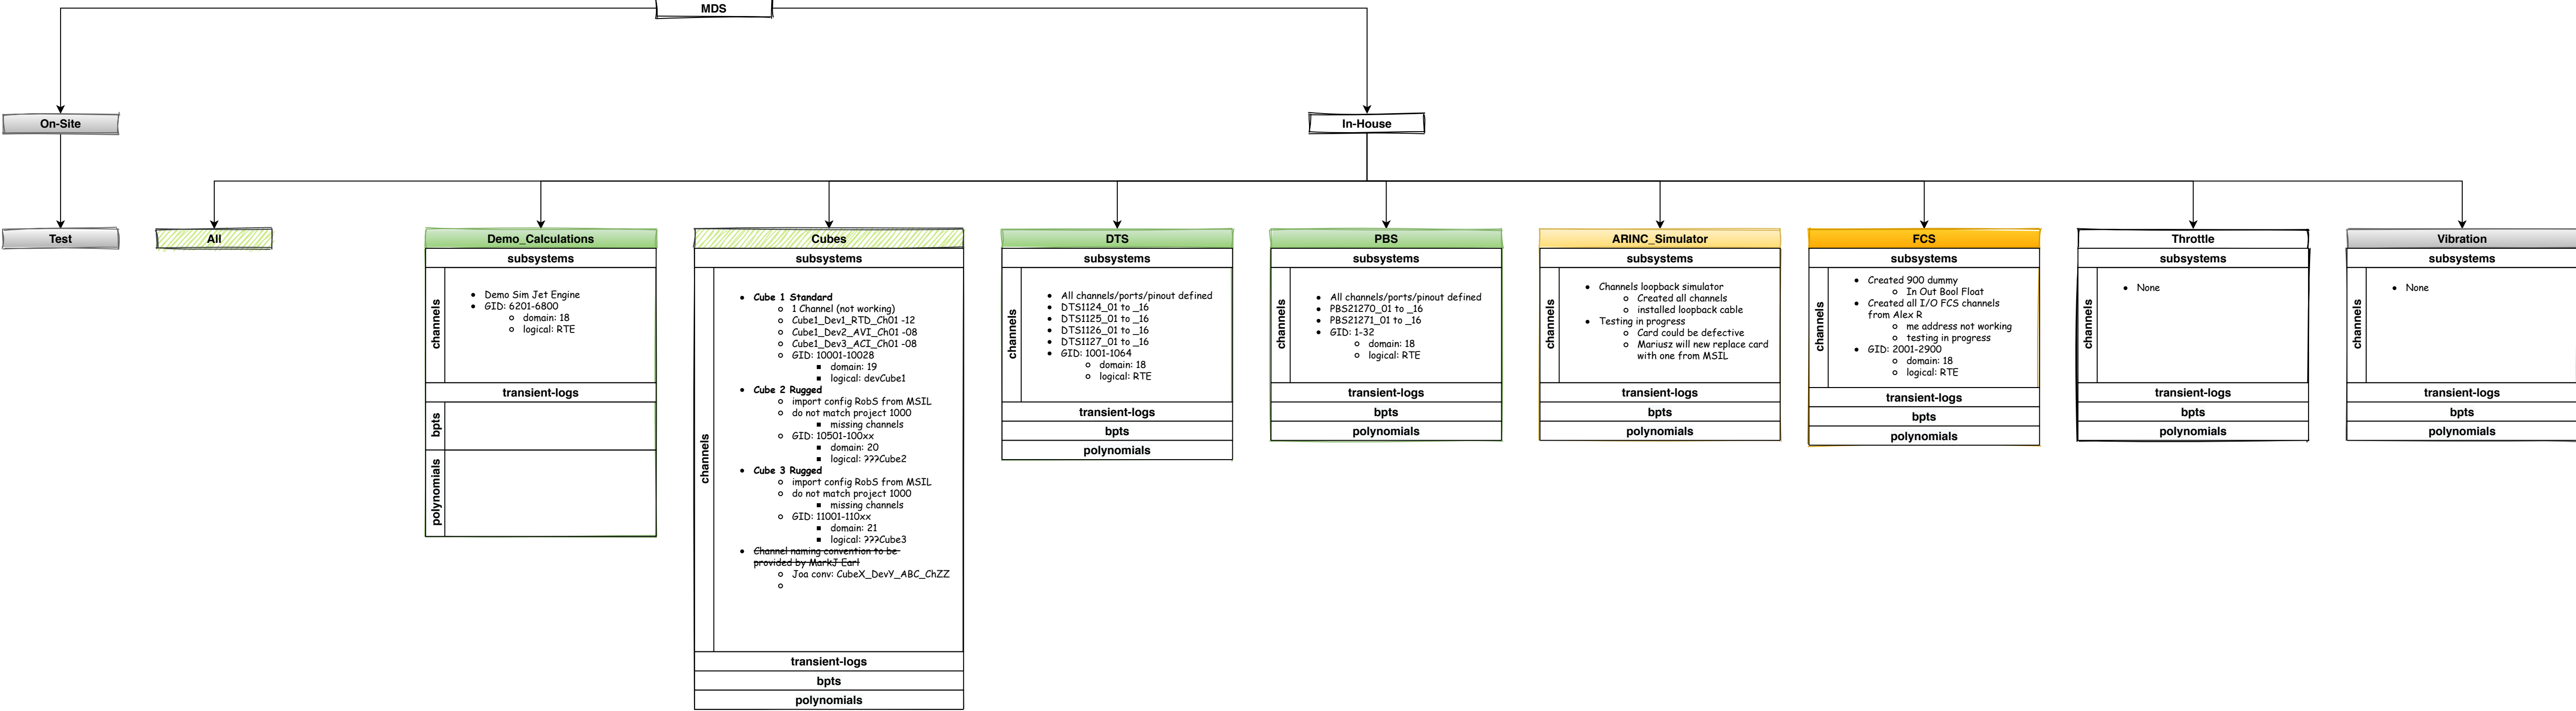 MDS
On-Site
In-House
Test
All
Demo_Calculations
subsystems
channels
Demo Sim Jet Engine
GID: 6201-6800
domain: 18
logical: RTE
transient-logs
bpts
polynomials
Cubes
subsystems
channels
Cube 1 Standard
1 Channel (not working)
Cube1_Dev1_RTD_Ch01 -12
Cube1_Dev2_AVI_Ch01 -08
Cube1_Dev3_ACI_Ch01 -08
GID: 10001-10028
domain: 19
logical: devCube1
Cube 2 Rugged
import config RobS from MSIL
do not match project 1000
missing channels
GID: 10501-100xx
domain: 20
logical: ???Cube2
Cube 3 Rugged
import config RobS from MSIL
do not match project 1000
missing channels
GID: 11001-110xx
domain: 21
logical: ???Cube3
Channel naming convention to be
provided by MarkJ Earl
Joa conv: CubeX_DevY_ABC_ChZZ
transient-logs
bpts
polynomials
DTS
subsystems
channels
All channels/ports/pinout defined
DTS1124_01 to _16
DTS1125_01 to _16
DTS1126_01 to _16
DTS1127_01 to _16
GID: 1001-1064
domain: 18
logical: RTE
transient-logs
bpts
polynomials
PBS
subsystems
channels
All channels/ports/pinout defined
PBS21270_01 to _16
PBS21271_01 to _16
GID: 1-32
domain: 18
logical: RTE
transient-logs
bpts
polynomials
ARINC_Simulator
subsystems
channels
Channels loopback simulator
Created all channels
installed loopback cable
Testing in progress
Card could be defective
Mariusz will new replace card
with one from MSIL
transient-logs
bpts
polynomials
FCS
subsystems
channels
Created 900 dummy
In Out Bool Float
Created all I/O FCS channels
from Alex R
me address not working
testing in progress
GID: 2001-2900
domain: 18
logical: RTE
transient-logs
bpts
polynomials
Throttle
subsystems
channels
None
transient-logs
bpts
polynomials
Vibration
subsystems
channels
None
transient-logs
bpts
polynomials